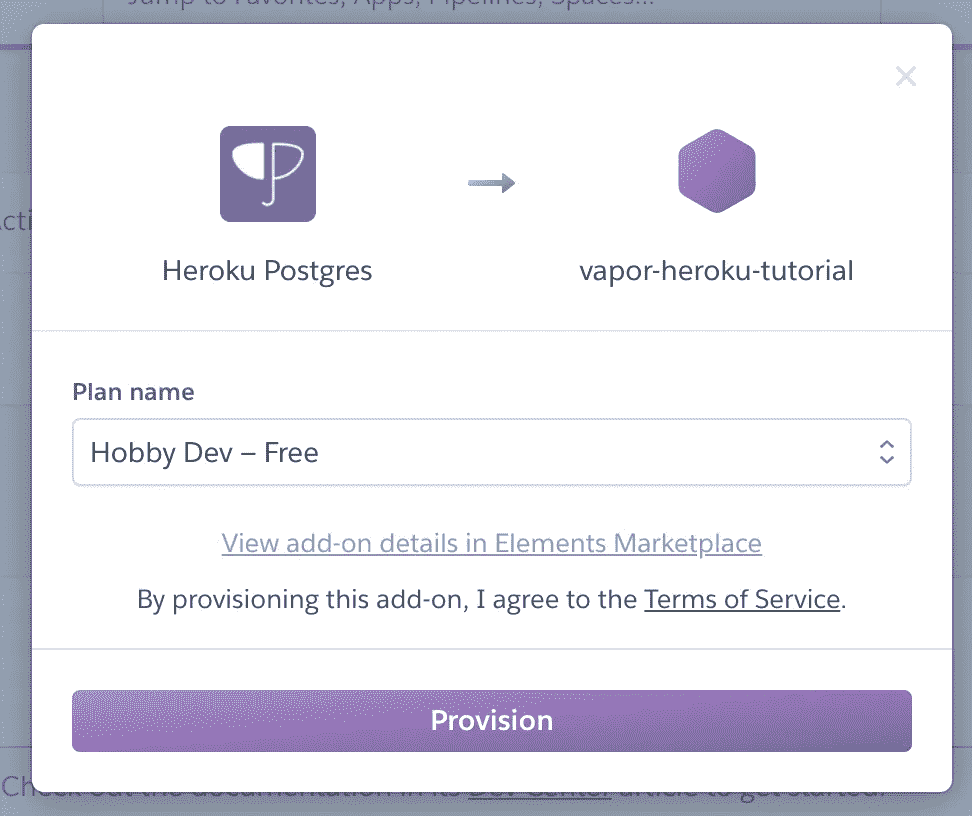 Jump to Favorites, Apps, Pipelines, Spaces...
Heroku Postgres
vapor-heroku-tutorial
Plan name
Hobby Dev – Free
View add-on details in Elements Marketplace
By provisioning this add-on, I agree to the Terms of Service.
Provision
Check out the documentation in its Dev Center article to get started.